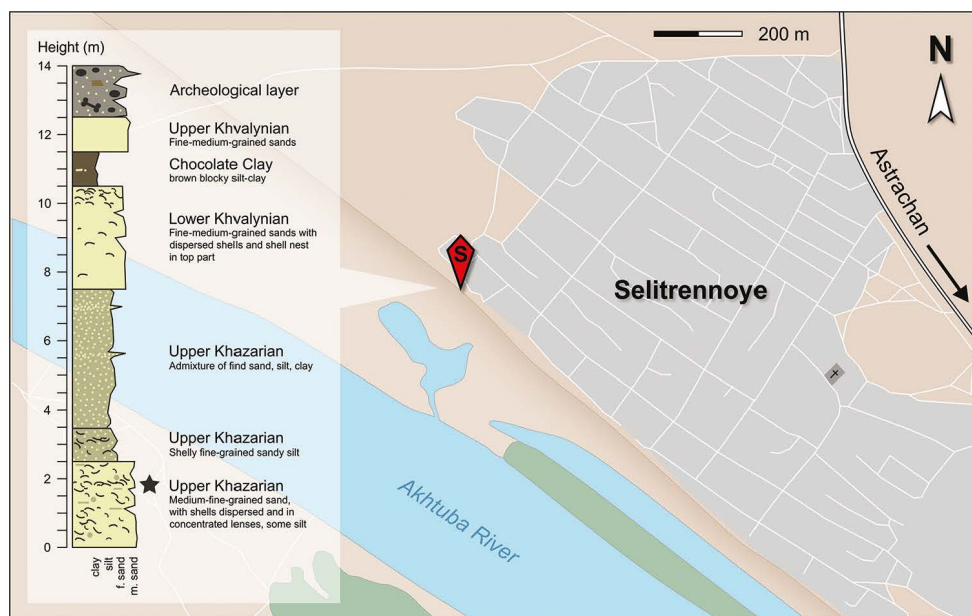 Height (m)
14
12
10
8
6
4
2
0
clay
silt
f. sand
m. sand
Archeological layer
Upper Khvalynian
Fine-medium-grained sands
Chocolate Clay
brown blocky silt-clay
Lower Khvalynian
Fine-medium-grained sands with
dispersed shells and shell nest
in top part
Upper Khazarian
Admixture of find sand, silt, clay
Upper Khazarian
Shelly fine-grained sandy silt
Upper Khazarian
Medium-fine-grained sand,
with shells dispersed and in
concentrated lenses, some silt
200 m
N
Astrachan
S
Selitrennoye
Akhtuba River